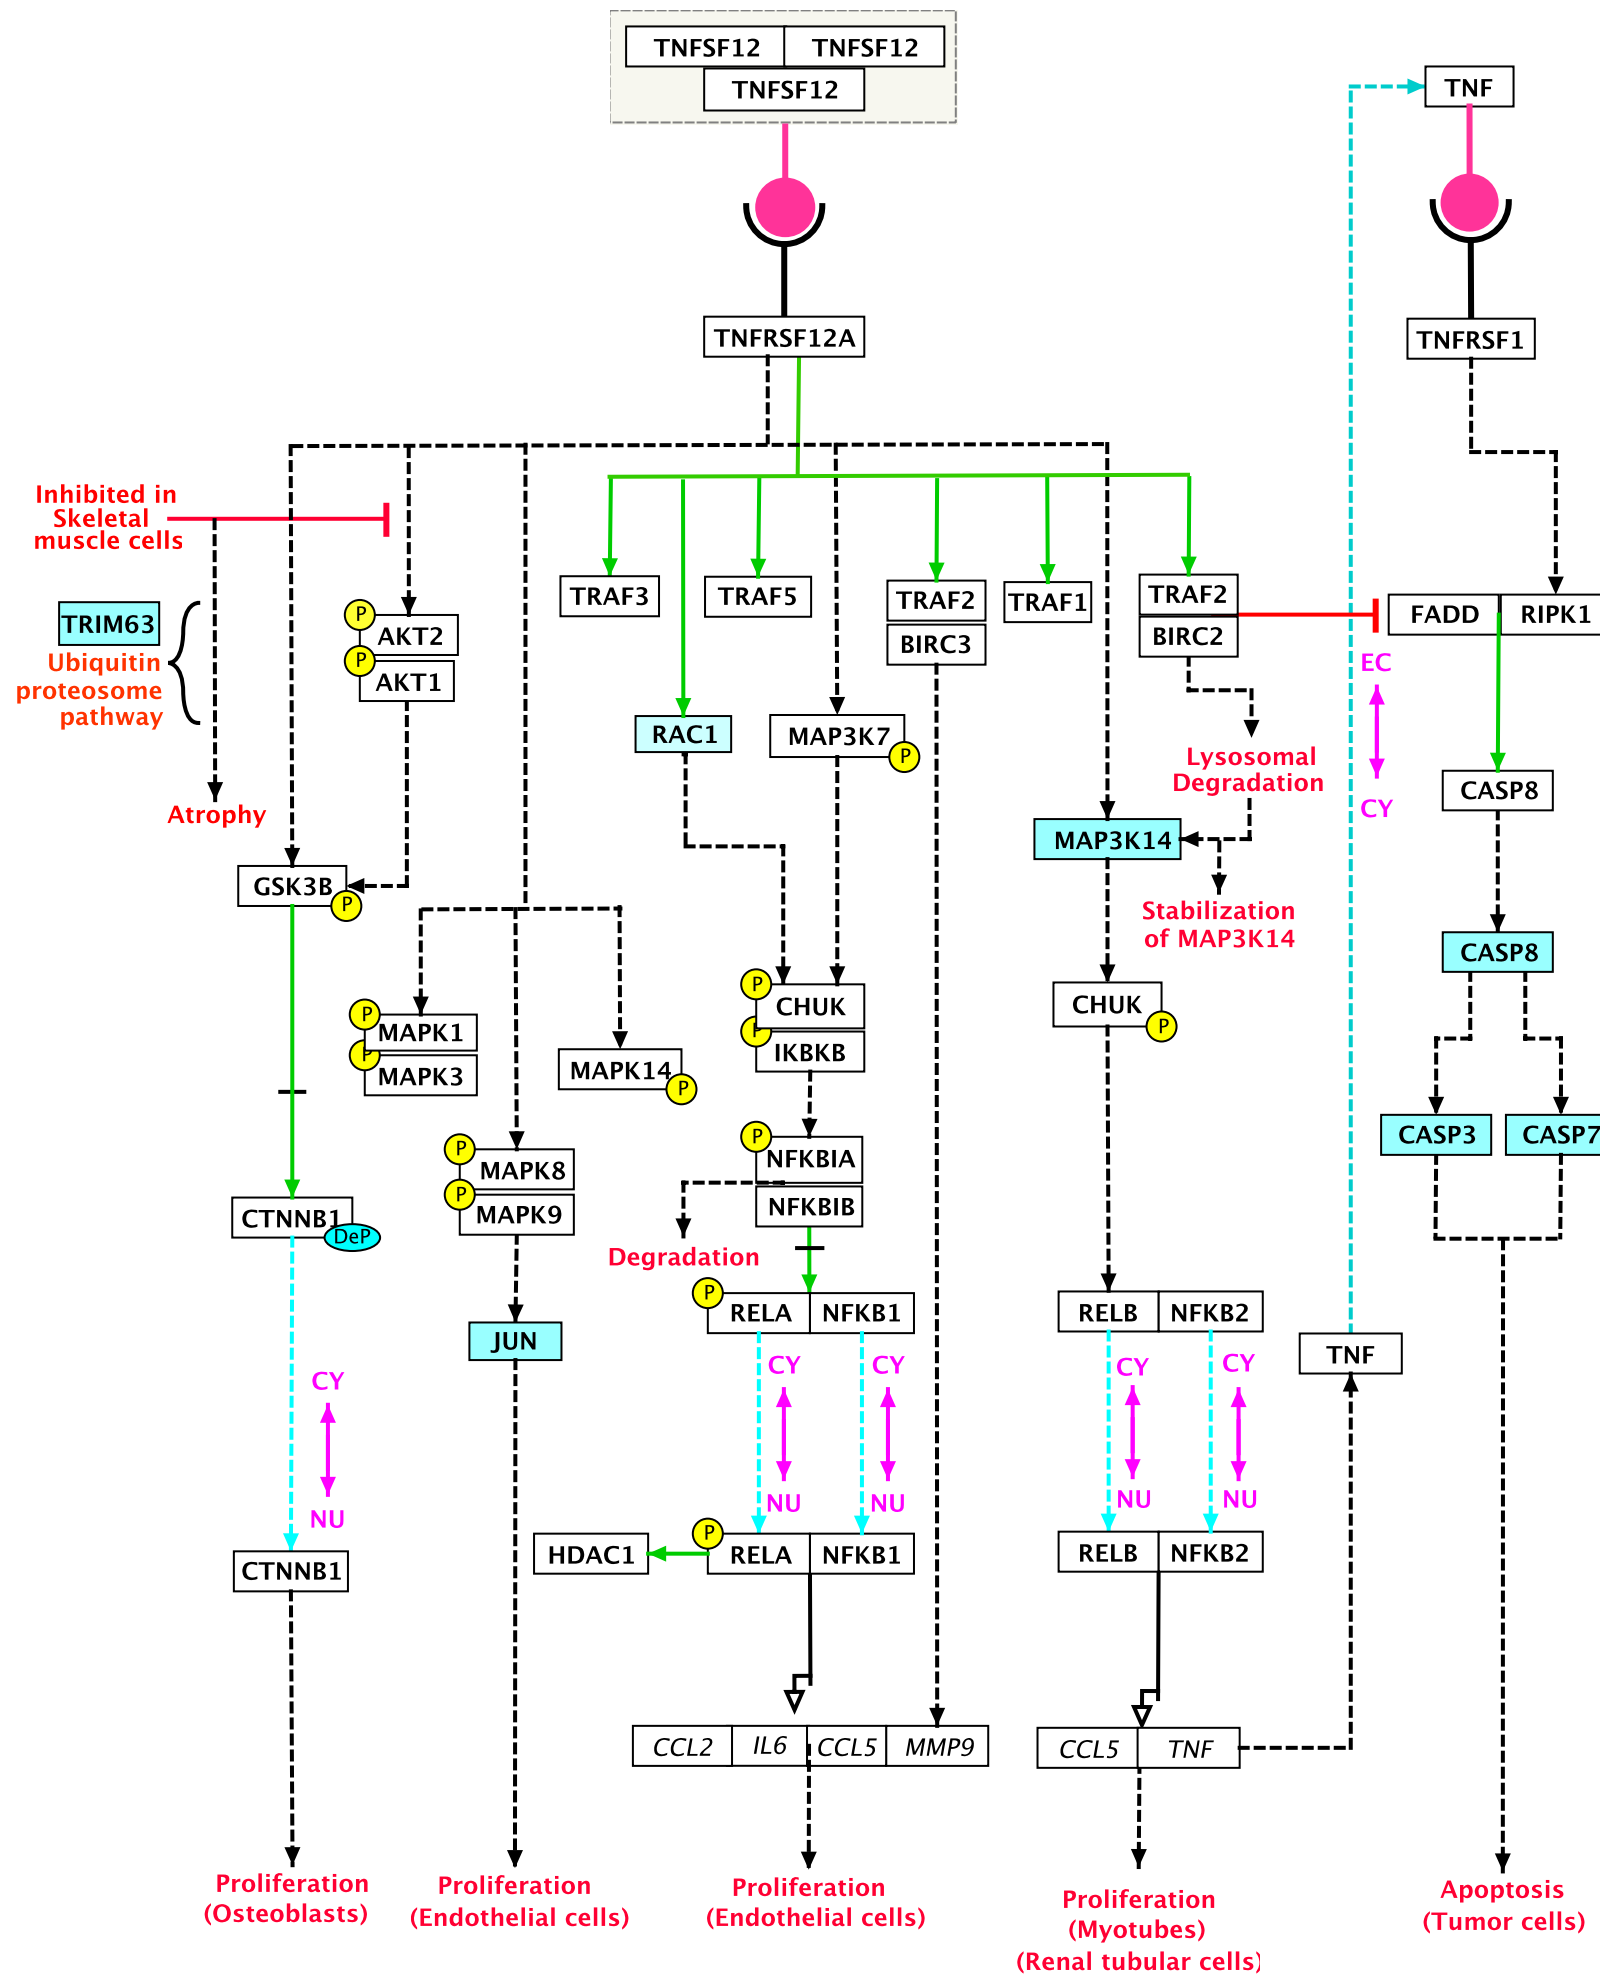 TNFSF12
TNFSF12
TNFSF12
TNF
TNFRSF12A
TNFRSF1
Inhibited in
Skeletal
muscle cells
TRIM63
Ubiquitin
proteosome
pathway
Atrophy
P
AKT2
P
AKT1
TRAF3
TRAF5
TRAF2
BIRC3
TRAF1
TRAF2
BIRC2
FADD
RIPK1
EC
CY
RAC1
MAP3K7
P
Lysosomal
Degradation
CASP8
MAP3K14
GSK3B
P
Stabilization
of MAP3K14
CASP8
P
MAPK1
P
MAPK3
MAPK14
P
P
CHUK
P
IKBKB
CHUK
P
CASP3
CASP7
P
MAPK8
P
MAPK9
P
NFKBIA
NFKBIB
Degradation
CTNNB1
DeP
P
RELA
NFKB1
RELB
NFKB2
JUN
TNF
CY
NU
CY
NU
CY
NU
CY
NU
CY
NU
CTNNB1
HDAC1
P
RELA
NFKB1
RELB
NFKB2
CCL2
IL6
CCL5
MMP9
CCL5
TNF
Proliferation
(Osteoblasts)
Proliferation
(Endothelial cells)
Proliferation
(Endothelial cells)
Proliferation
(Myotubes)
(Renal tubular cells)
Apoptosis
(Tumor cells)